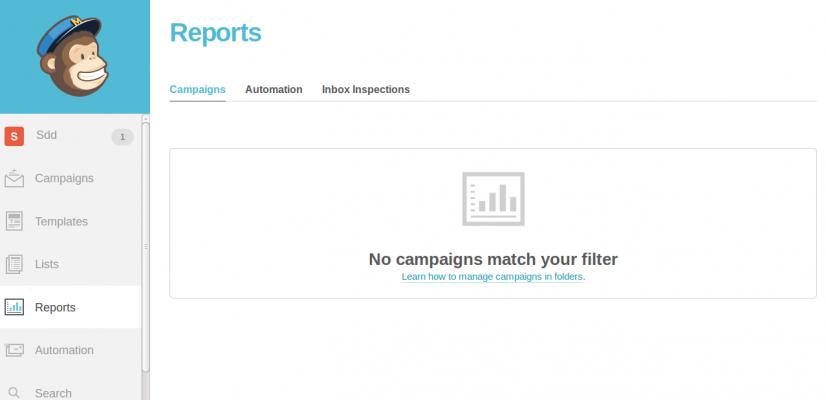 Reports
Campaigns Automation Inbox Inspections
S Sdd 1
Campaigns
Templates
Lists
Reports
Automation
Search
No campaigns match your filter
Learn how to manage campaigns in folders.